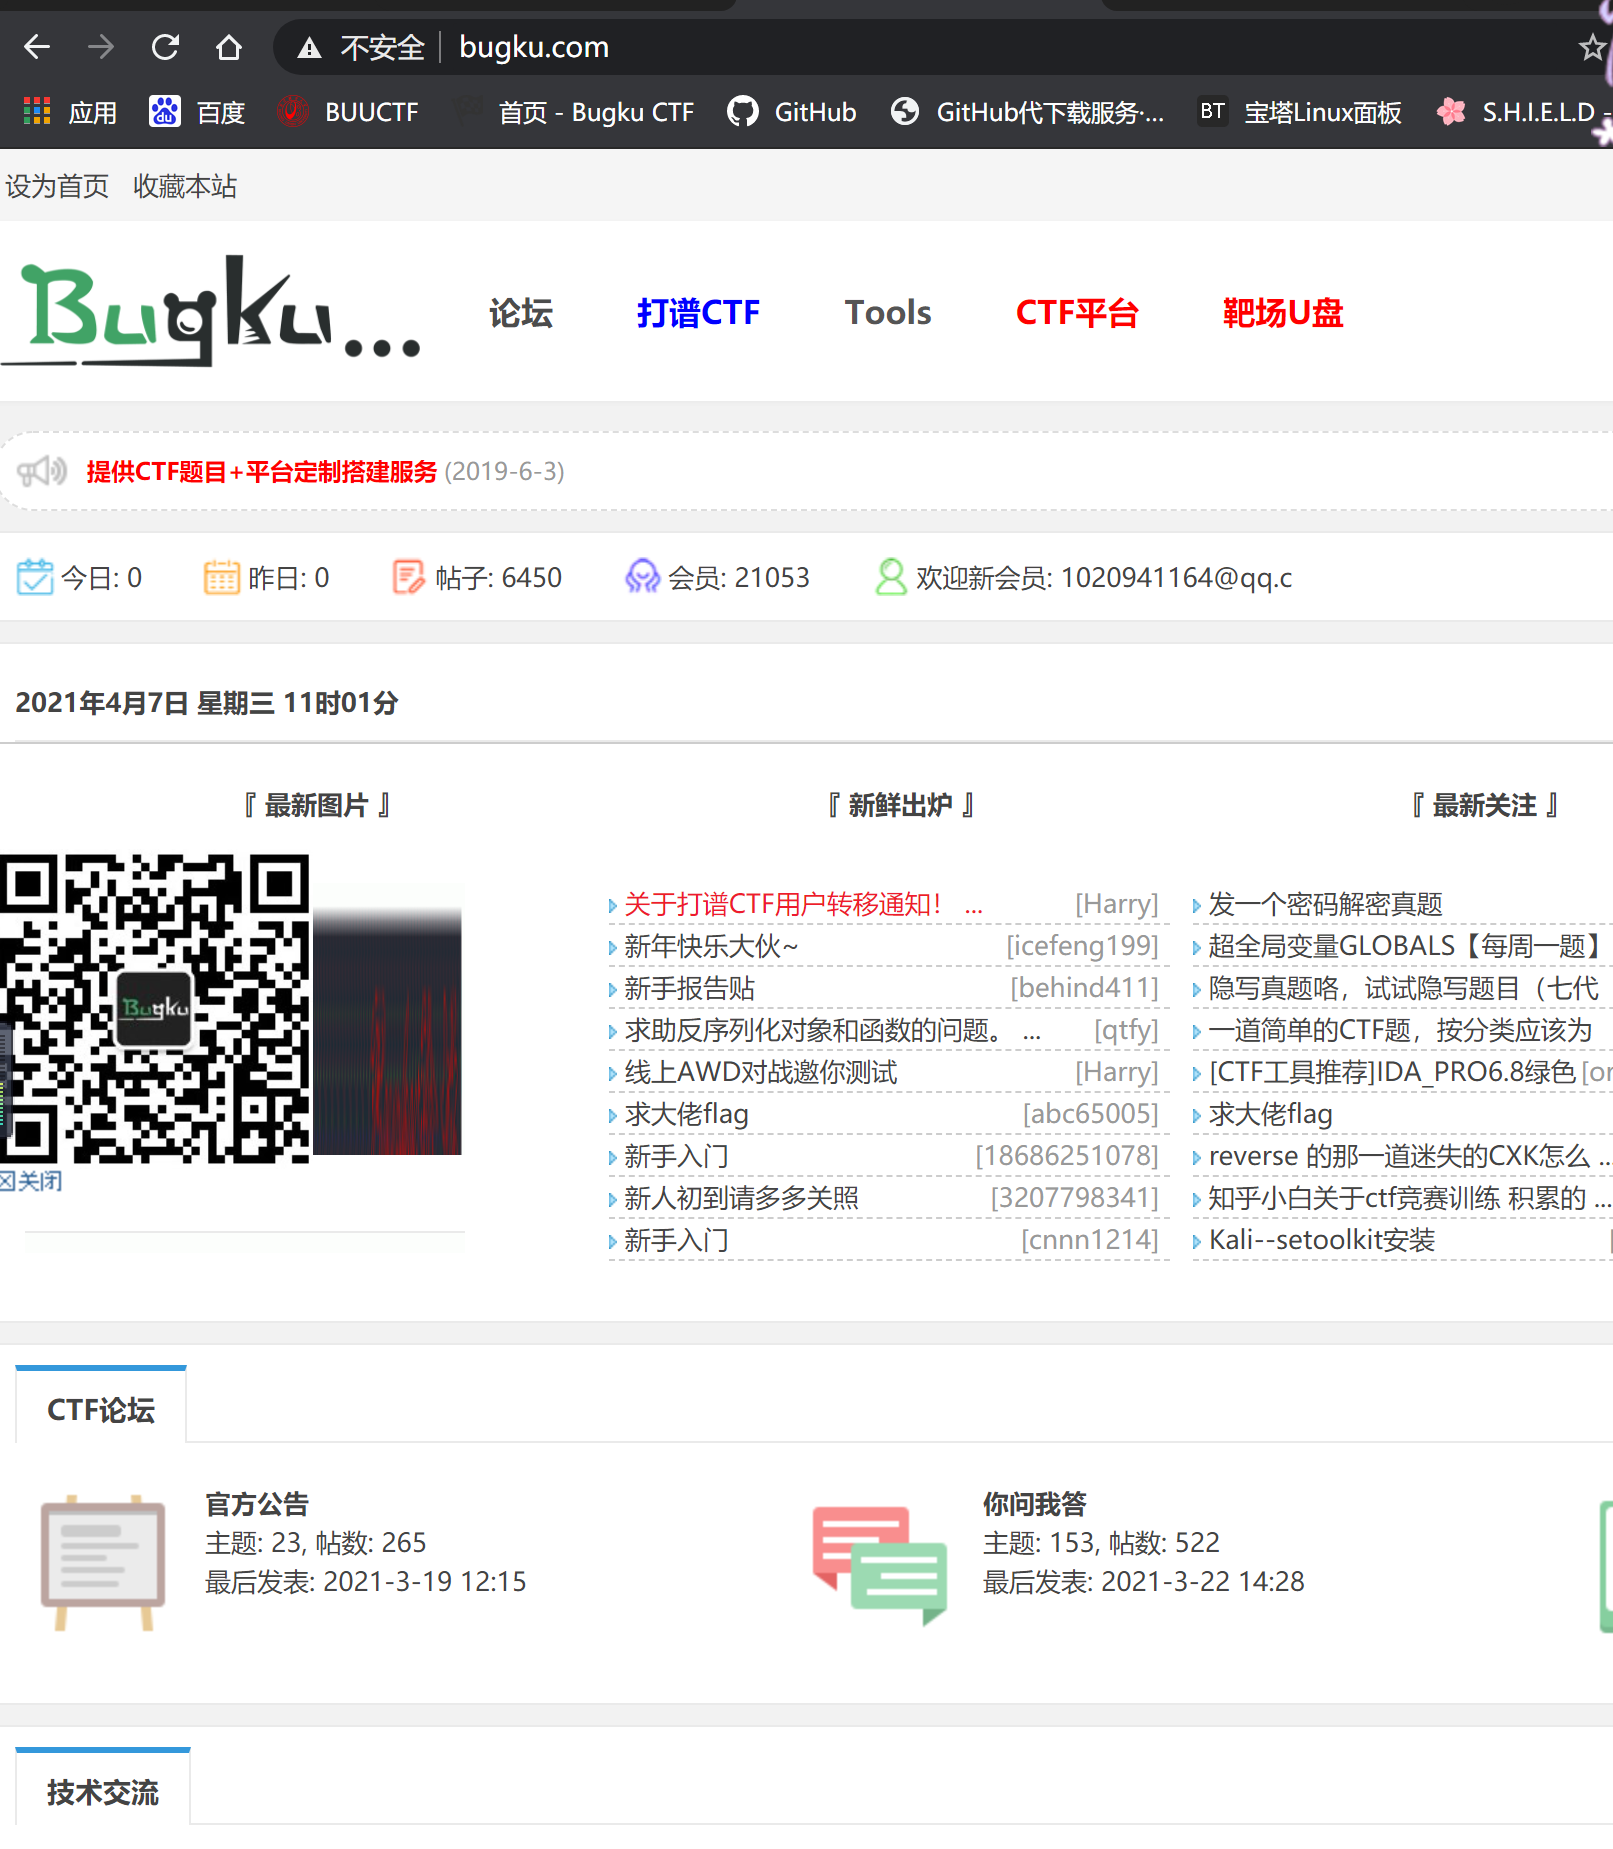 不安全 bugku.com
应用 百度 BUUCTF 首页 - Bugku CTF GitHub GitHub代下载服务·... BT 宝塔Linux面板 S.H.I.E.L.D -
设为首页 收藏本站
Bugku... 论坛 打谱CTF Tools CTF平台 靶场U盘
提供CTF题目+平台定制搭建服务 (2019-6-3)
今日: 0 昨日: 0 帖子: 6450 会员: 21053 欢迎新会员: 1020941164@qq.c
2021年4月7日 星期三 11时01分
『 最新图片 』 『 新鲜出炉 』 『 最新关注 』
Bugku
关闭
关于打谱CTF用户转移通知！ ... [Harry]
新年快乐大伙~ [icefeng199]
新手报告贴 [behind411]
求助反序列化对象和函数的问题。 ... [qtfy]
线上AWD对战邀你测试 [Harry]
求大佬flag [abc65005]
新手入门 [18686251078]
新人初到请多多关照 [3207798341]
新手入门 [cnnn1214]
发一个密码解密真题
超全局变量GLOBALS【每周一题】
隐写真题咯，试试隐写题目（七代
一道简单的CTF题，按分类应该为
[CTF工具推荐]IDA_PRO6.8绿色 [or
求大佬flag
reverse 的那一道迷失的CXK怎么 ...
知乎小白关于ctf竞赛训练 积累的 ...
Kali--setoolkit安装 [
CTF论坛
官方公告
主题: 23, 帖数: 265
最后发表: 2021-3-19 12:15
你问我答
主题: 153, 帖数: 522
最后发表: 2021-3-22 14:28
技术交流